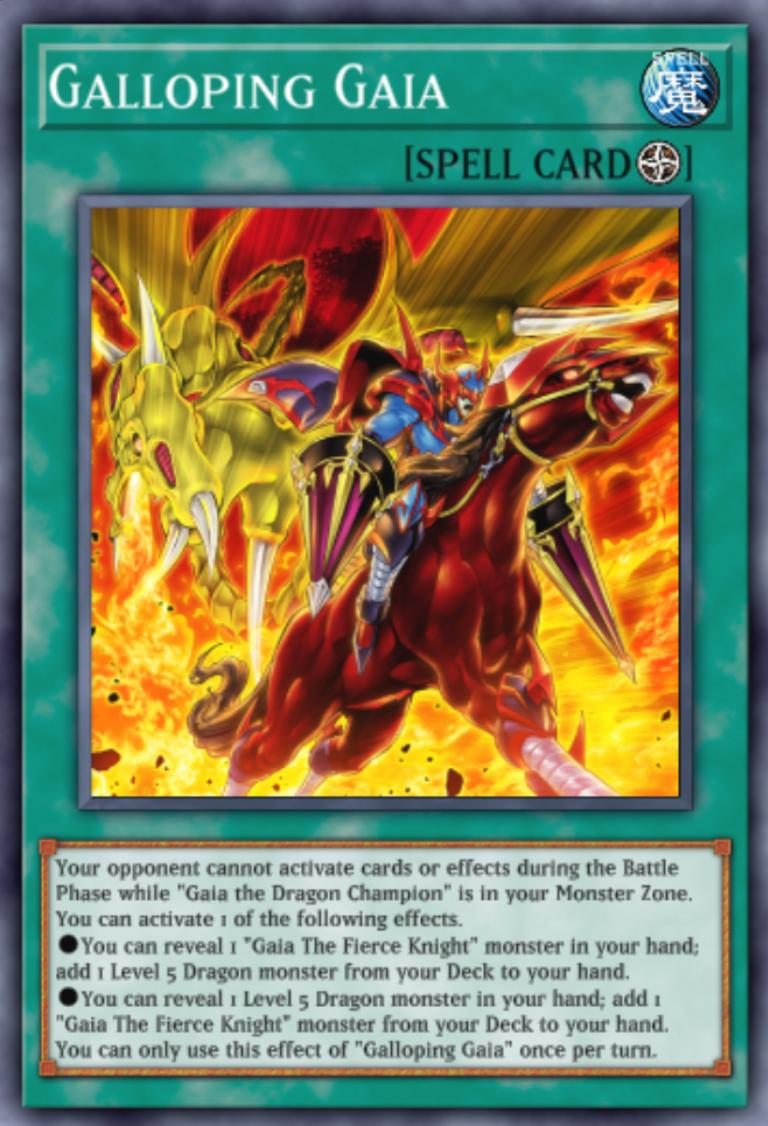 GALLOPING GAIA
SPELL
魔
[SPELL CARD]
Your opponent cannot activate cards or effects during the Battle
Phase while "Gaia the Dragon Champion" is in your Monster Zone.
You can activate 1 of the following effects.
●You can reveal 1 "Gaia The Fierce Knight" monster in your hand;
add 1 Level 5 Dragon monster from your Deck to your hand.
●You can reveal 1 Level 5 Dragon monster in your hand; add 1
"Gaia The Fierce Knight" monster from your Deck to your hand.
You can only use this effect of "Galloping Gaia" once per turn.